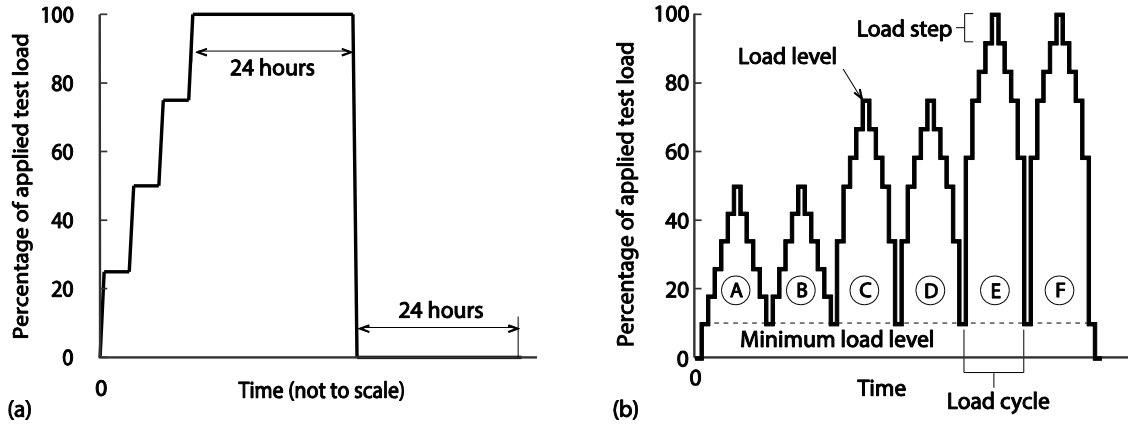 Percentage of applied test load
100
80
60
40
20
0
24 hours
24 hours
0
Time (not to scale)
(a)
Percentage of applied test load
100
80
60
40
20
0
Load step
Load level
A
B
C
D
E
F
Minimum load level
0
Time
Load cycle
(b)